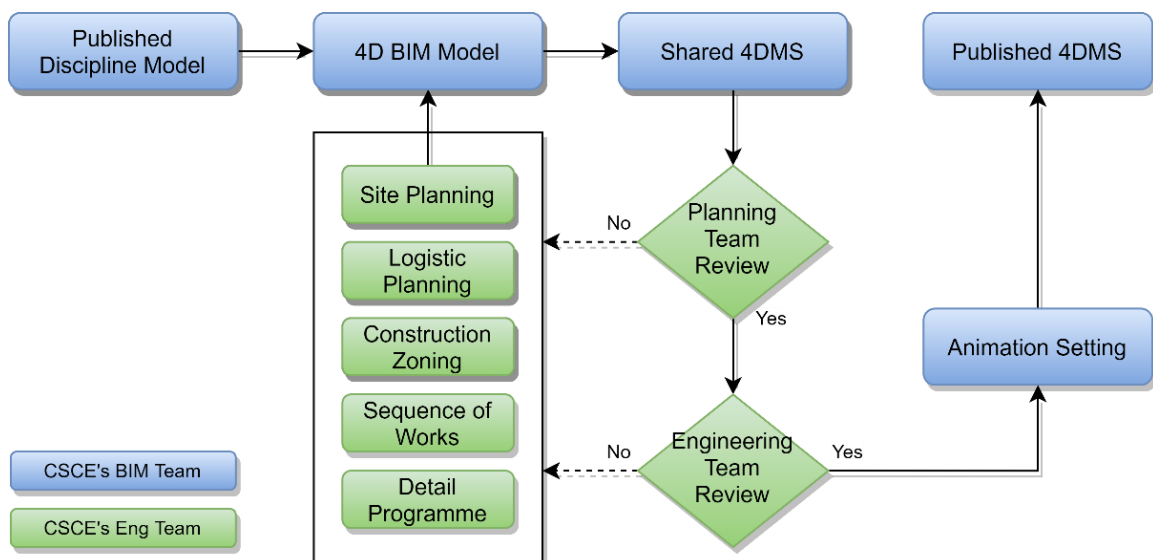 Published
Discipline Model
4D BIM Model
Shared 4DMS
Published 4DMS
Site Planning
Logistic
Planning
Construction
Zoning
Sequence of
Works
Detail
Programme
No
Planning
Team
Review
Yes
No
Engineering
Team
Review
Yes
Animation Setting
CSCE's BIM Team
CSCE's Eng Team